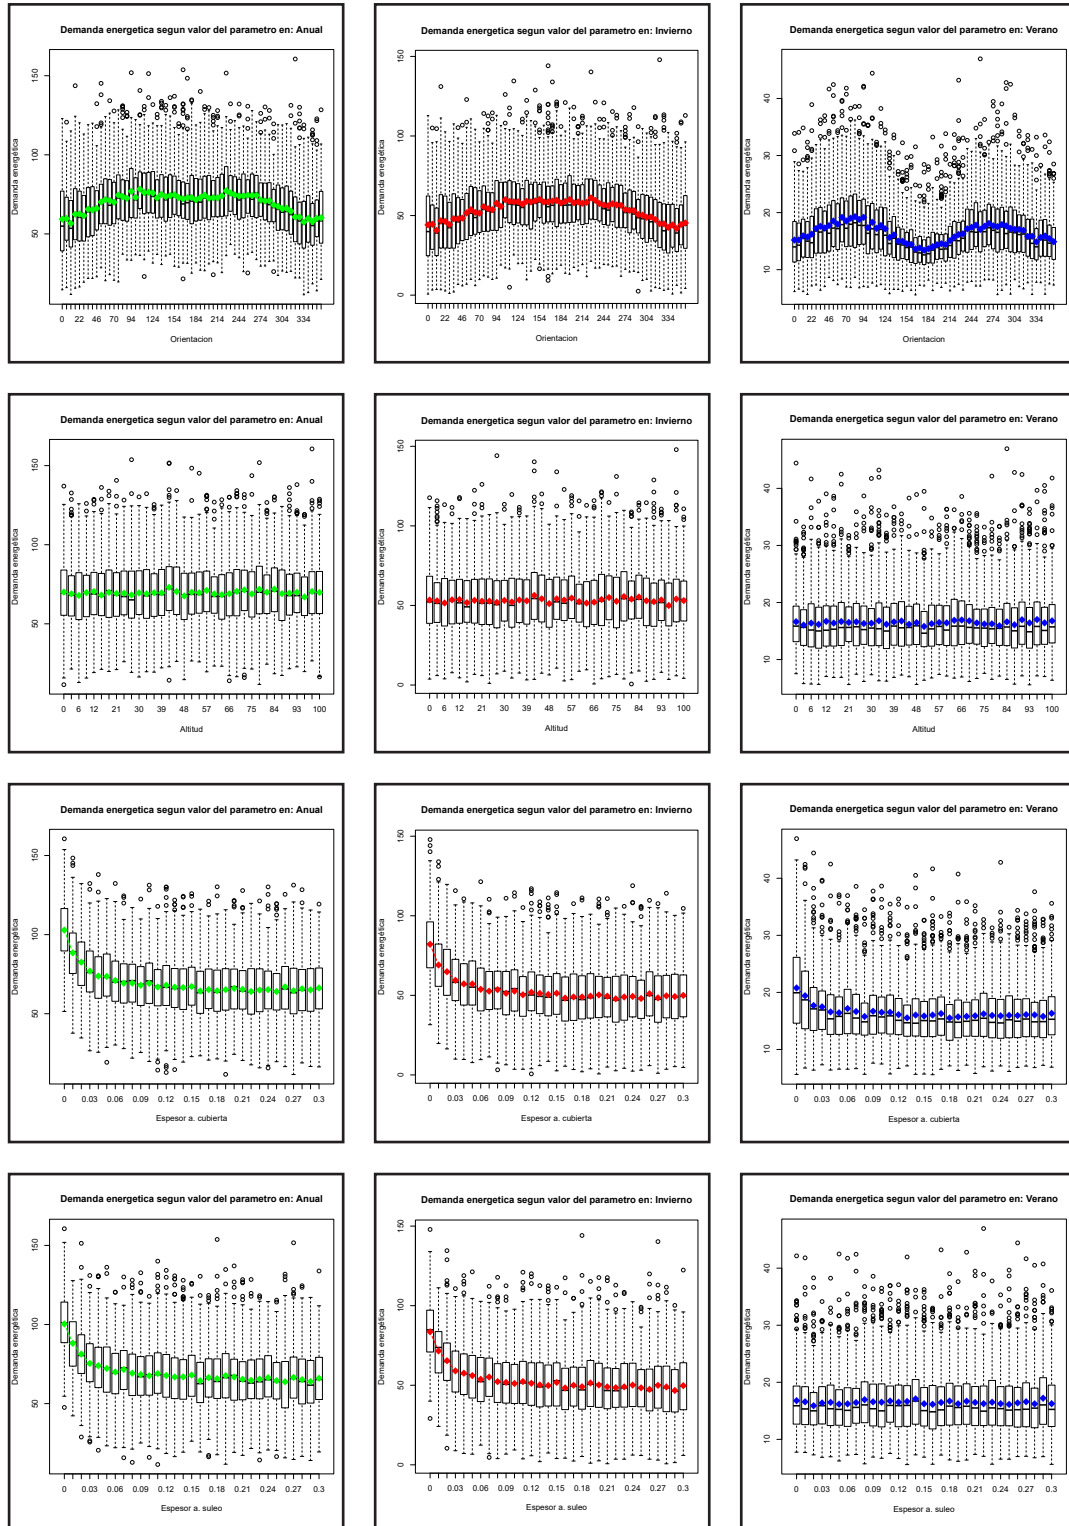 Demanda energetica segun valor del parametro en: Anual
Demanda energética
50 100 150
0 22 46 70 94 124 154 184 214 244 274 304 334
Orientacion
Demanda energetica segun valor del parametro en: Invierno
Demanda energética
0 50 100 150
0 22 46 70 94 124 154 184 214 244 274 304 334
Orientacion
Demanda energetica segun valor del parametro en: Verano
Demanda energética
10 20 30 40
0 22 46 70 94 124 154 184 214 244 274 304 334
Orientacion
Demanda energetica segun valor del parametro en: Anual
Demanda energética
50 100 150
0 6 12 21 30 39 48 57 66 75 84 93 100
Altitud
Demanda energetica segun valor del parametro en: Invierno
Demanda energética
0 50 100 150
0 6 12 21 30 39 48 57 66 75 84 93 100
Altitud
Demanda energetica segun valor del parametro en: Verano
Demanda energética
10 20 30 40
0 6 12 21 30 39 48 57 66 75 84 93 100
Altitud
Demanda energetica segun valor del parametro en: Anual
Demanda energética
50 100 150
0 0.03 0.06 0.09 0.12 0.15 0.18 0.21 0.24 0.27 0.3
Espesor a. cubierta
Demanda energetica segun valor del parametro en: Invierno
Demanda energética
0 50 100 150
0 0.03 0.06 0.09 0.12 0.15 0.18 0.21 0.24 0.27 0.3
Espesor a. cubierta
Demanda energetica segun valor del parametro en: Verano
Demanda energética
10 20 30 40
0 0.03 0.06 0.09 0.12 0.15 0.18 0.21 0.24 0.27 0.3
Espesor a. cubierta
Demanda energetica segun valor del parametro en: Anual
Demanda energética
50 100 150
0 0.03 0.06 0.09 0.12 0.15 0.18 0.21 0.24 0.27 0.3
Espesor a. suleo
Demanda energetica segun valor del parametro en: Invierno
Demanda energética
0 50 100 150
0 0.03 0.06 0.09 0.12 0.15 0.18 0.21 0.24 0.27 0.3
Espesor a. suleo
Demanda energetica segun valor del parametro en: Verano
Demanda energética
10 20 30 40
0 0.03 0.06 0.09 0.12 0.15 0.18 0.21 0.24 0.27 0.3
Espesor a. suleo